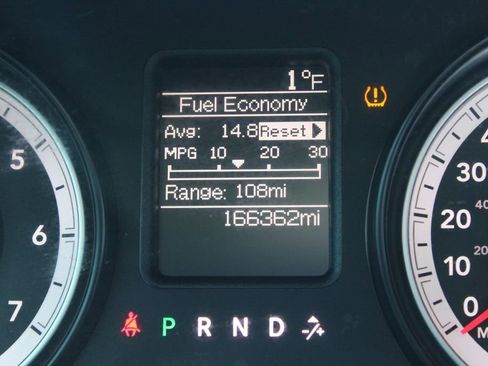 1°F
Fuel Economy
Avg: 14.8 Reset
MPG 10 20 30
Range: 108mi
166362mi
P R N D -/+
5
6
7
30
20
10
0
40
20